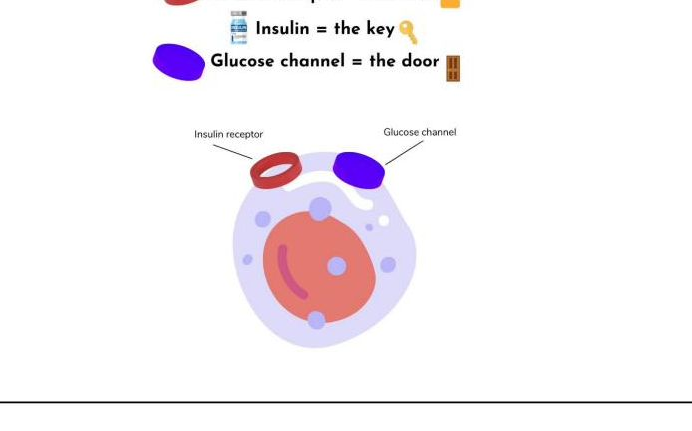 Insulin = the key
Glucose channel = the door
Insulin receptor
Glucose channel